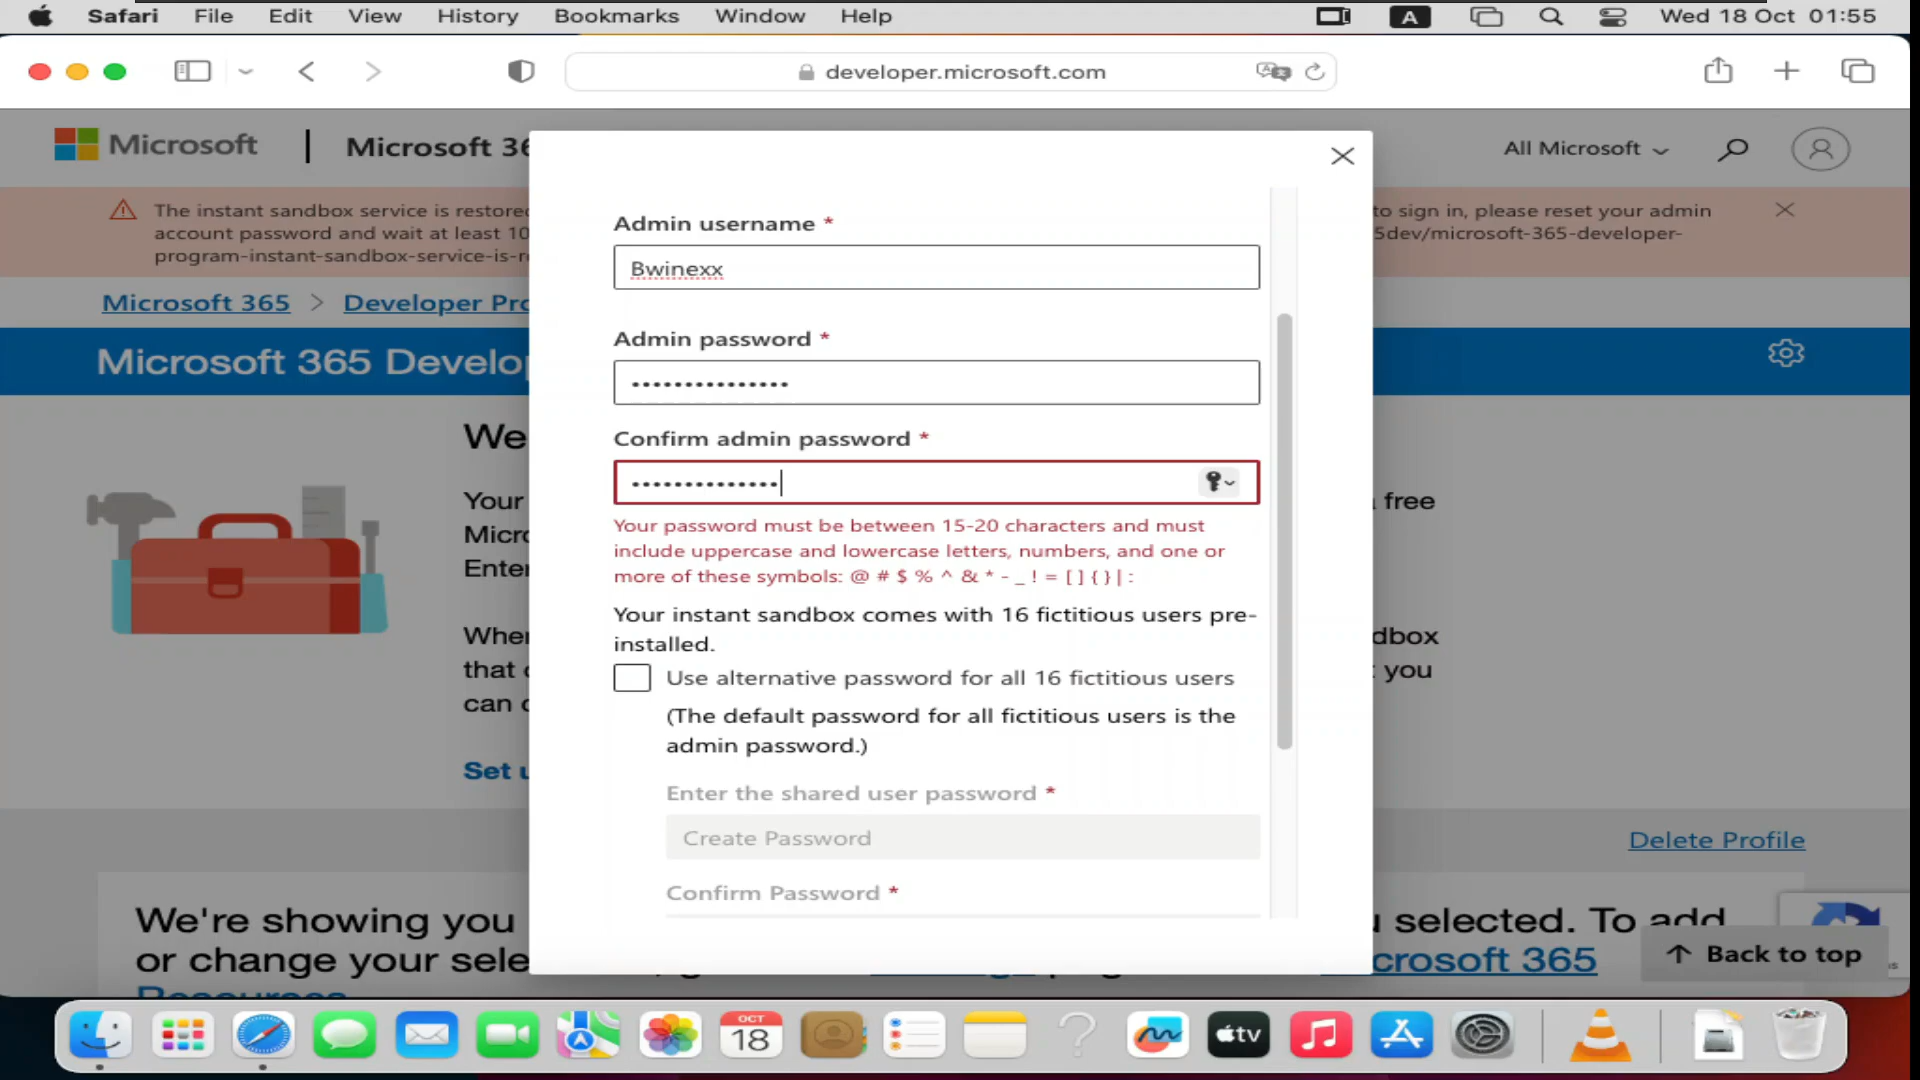 Safari File Edit View History Bookmarks Window Help A Wed 18 Oct 01:55
developer.microsoft.com
Microsoft | Microsoft 36 All Microsoft
The instant sandbox service is restored to sign in, please reset your admin
account password and wait at least 10 5dev/microsoft-365-developer-
program-instant-sandbox-service-is-r
Microsoft 365 > Developer Pro
Microsoft 365 Develop
We
Your free
Micro
Enter
When dbox
that you
can
Set u
Admin username *
Bwinexx
Admin password *
•••••••••••••••
Confirm admin password *
••••••••••••••
Your password must be between 15-20 characters and must
include uppercase and lowercase letters, numbers, and one or
more of these symbols: @ # $ % ^ & * - _ ! = [ ] { } | :
Your instant sandbox comes with 16 fictitious users pre-
installed.
Use alternative password for all 16 fictitious users
(The default password for all fictitious users is the
admin password.)
Enter the shared user password *
Create Password
Confirm Password *
Delete Profile
We're showing you selected. To add
or change your sele crosoft 365
Resources
↑ Back to top
OCT
18
tv